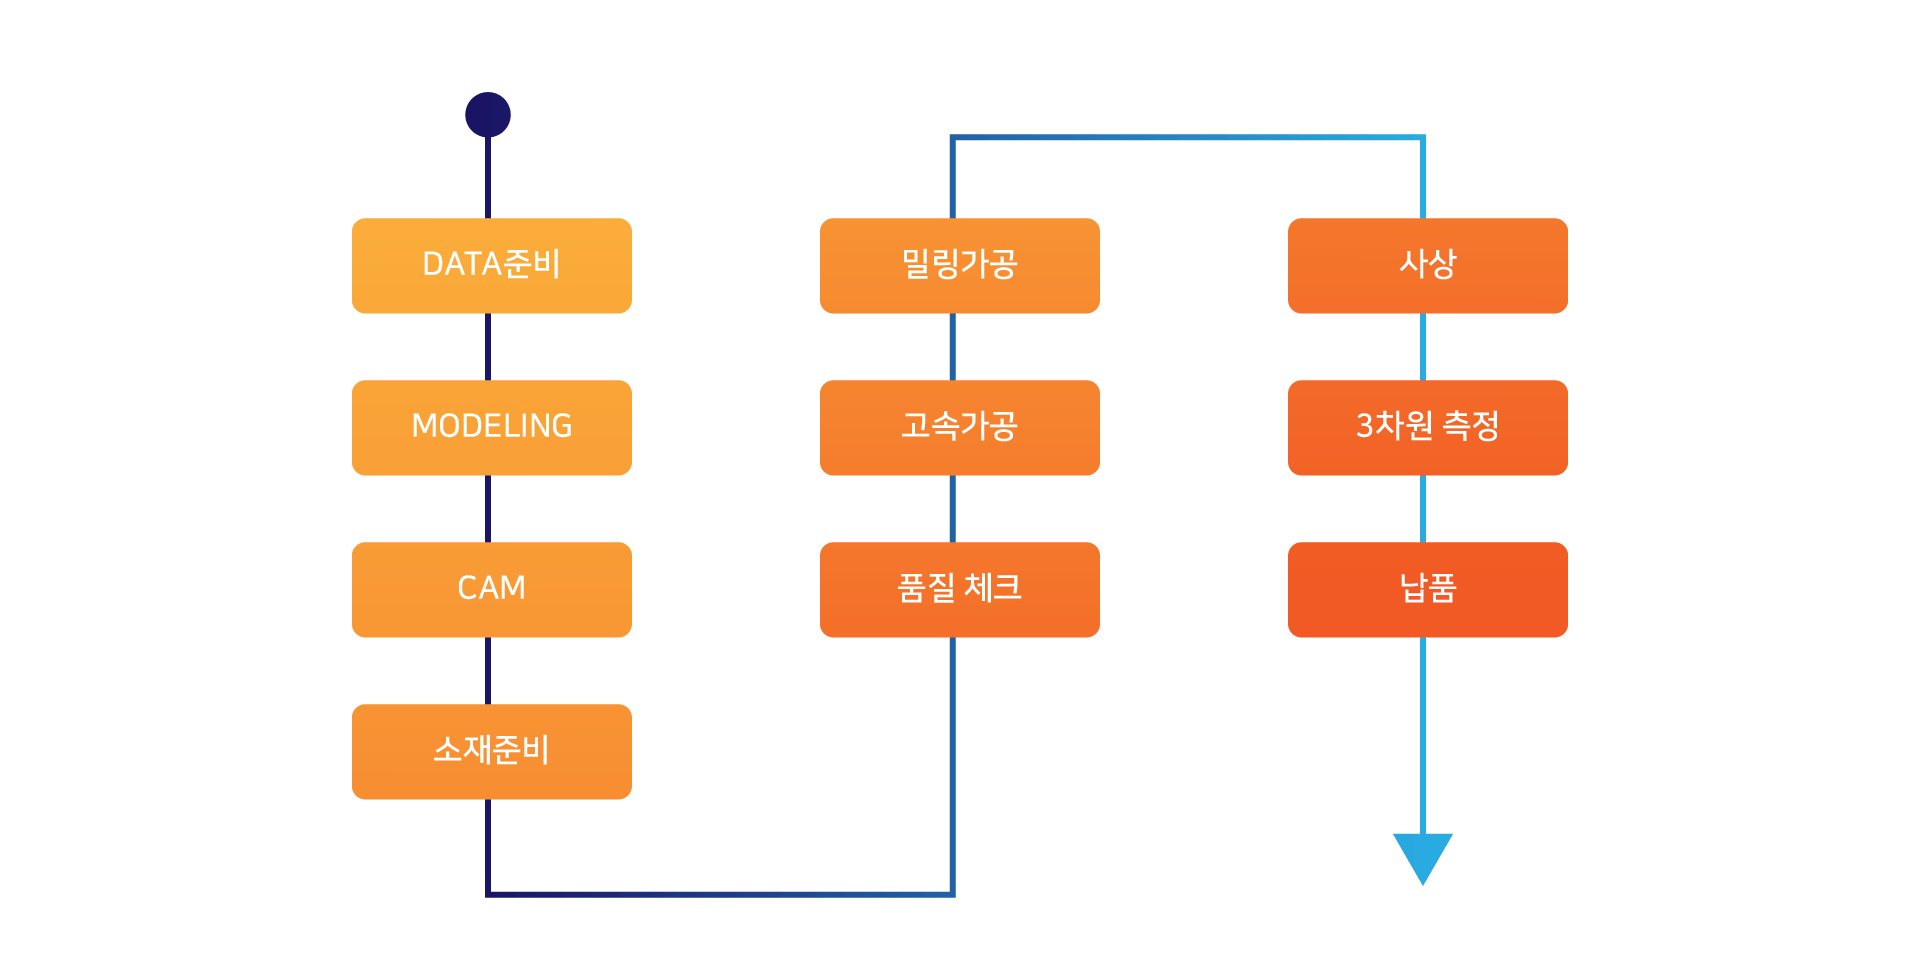 DATA준비
MODELING
CAM
소재준비
밀링가공
고속가공
품질 체크
사상
3차원 측정
납품